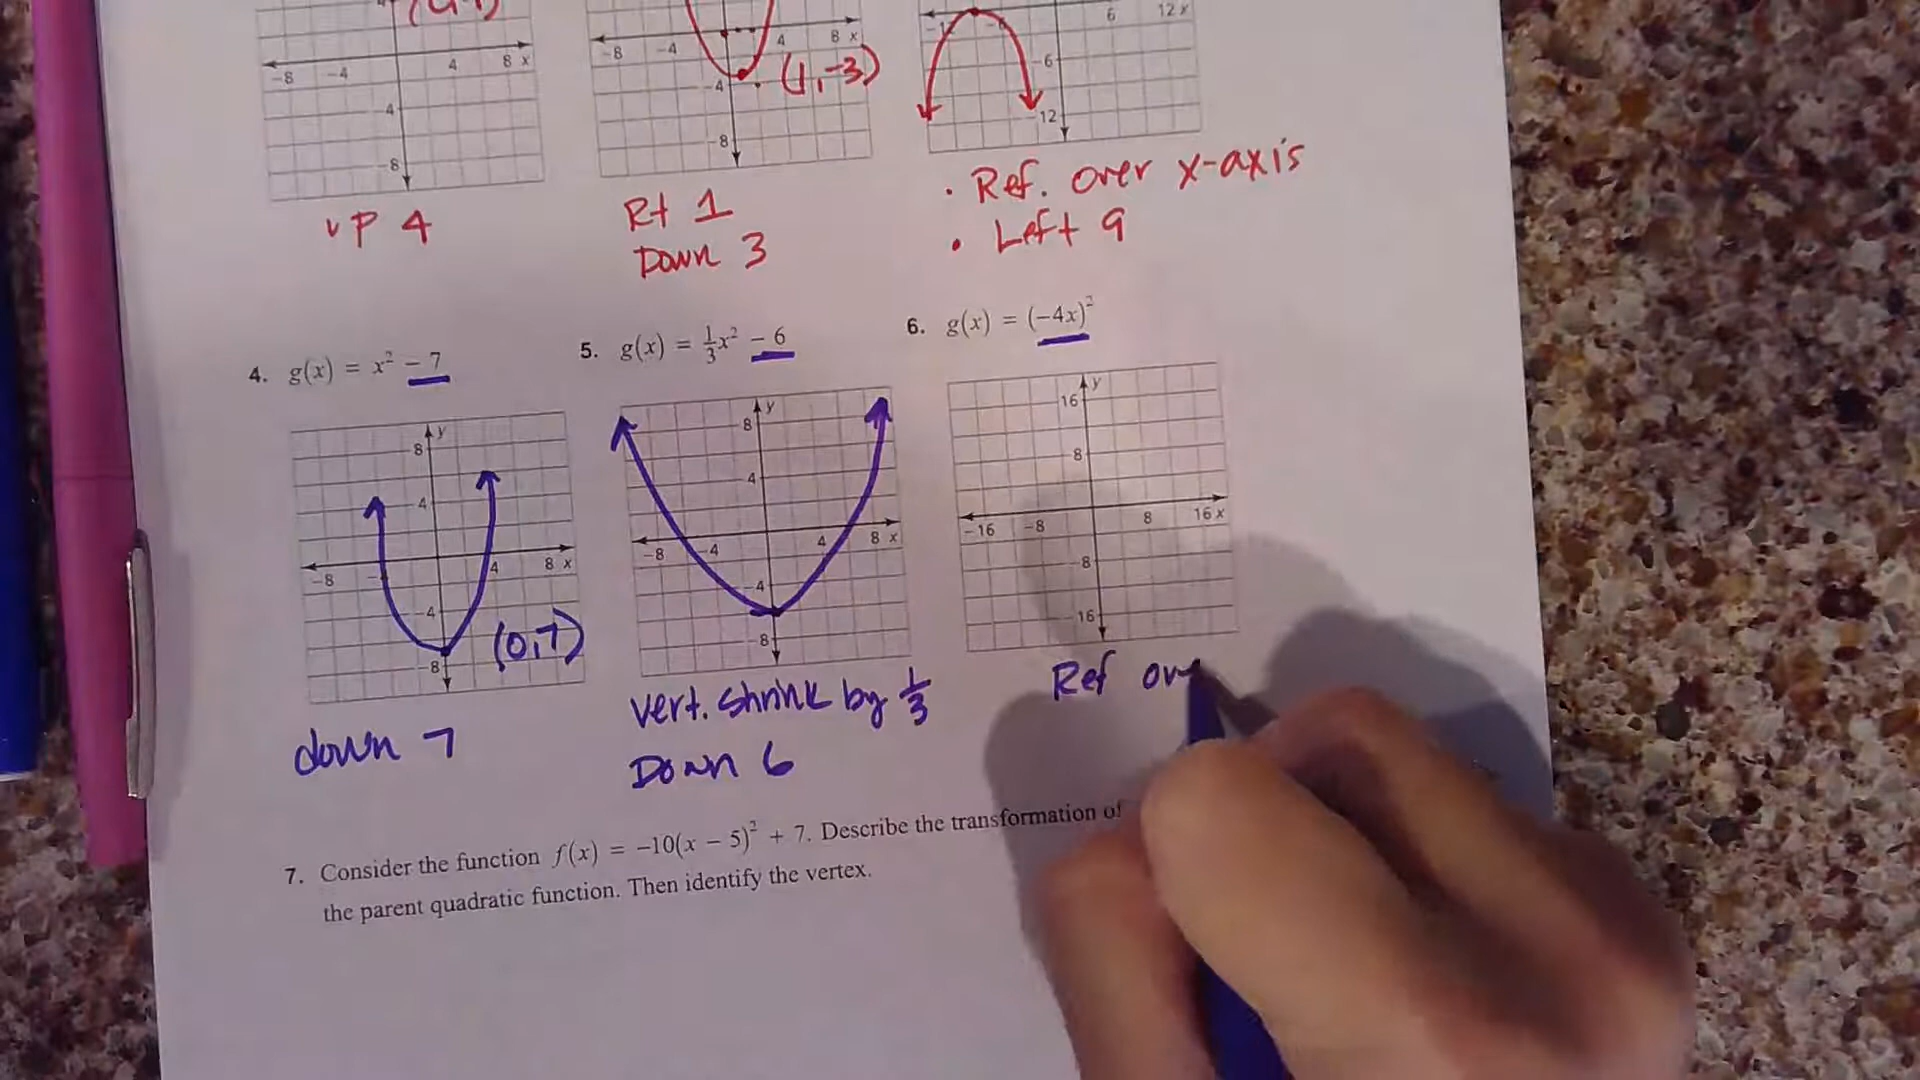 8 x
-8 -4 4 8 x
-8 -4 4 8 x
6 12 x
-4
-8
(1,-3)
-4
-8
-6
-12
up 4
Rt 1
Down 3
• Ref. over x-axis
• Left 9
4. g(x) = x² - 7
5. g(x) = 1/3x² - 6
6. g(x) = (-4x)²
y
8
4
-8 4 8 x
-4
-8
(0,7)
y
8
4
-8 -4 4 8 x
-4
-8
y
16
8
-16 -8 8 16 x
-8
-16
down 7
vert. shrink by 1/3
Down 6
Ref ove
7. Consider the function f(x) = -10(x - 5)² + 7. Describe the transformation of
the parent quadratic function. Then identify the vertex.